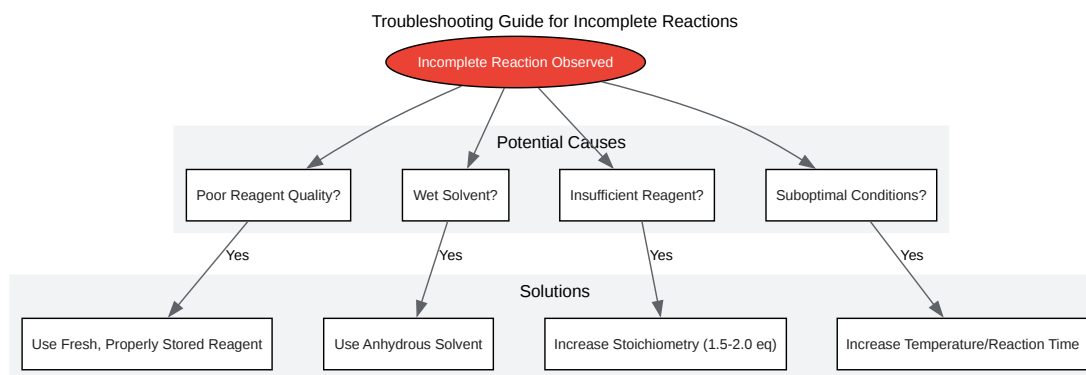 Troubleshooting Guide for Incomplete Reactions
Incomplete Reaction Observed
Potential Causes
Poor Reagent Quality?
Wet Solvent?
Insufficient Reagent?
Suboptimal Conditions?
Yes
Yes
Yes
Yes
Solutions
Use Fresh, Properly Stored Reagent
Use Anhydrous Solvent
Increase Stoichiometry (1.5-2.0 eq)
Increase Temperature/Reaction Time